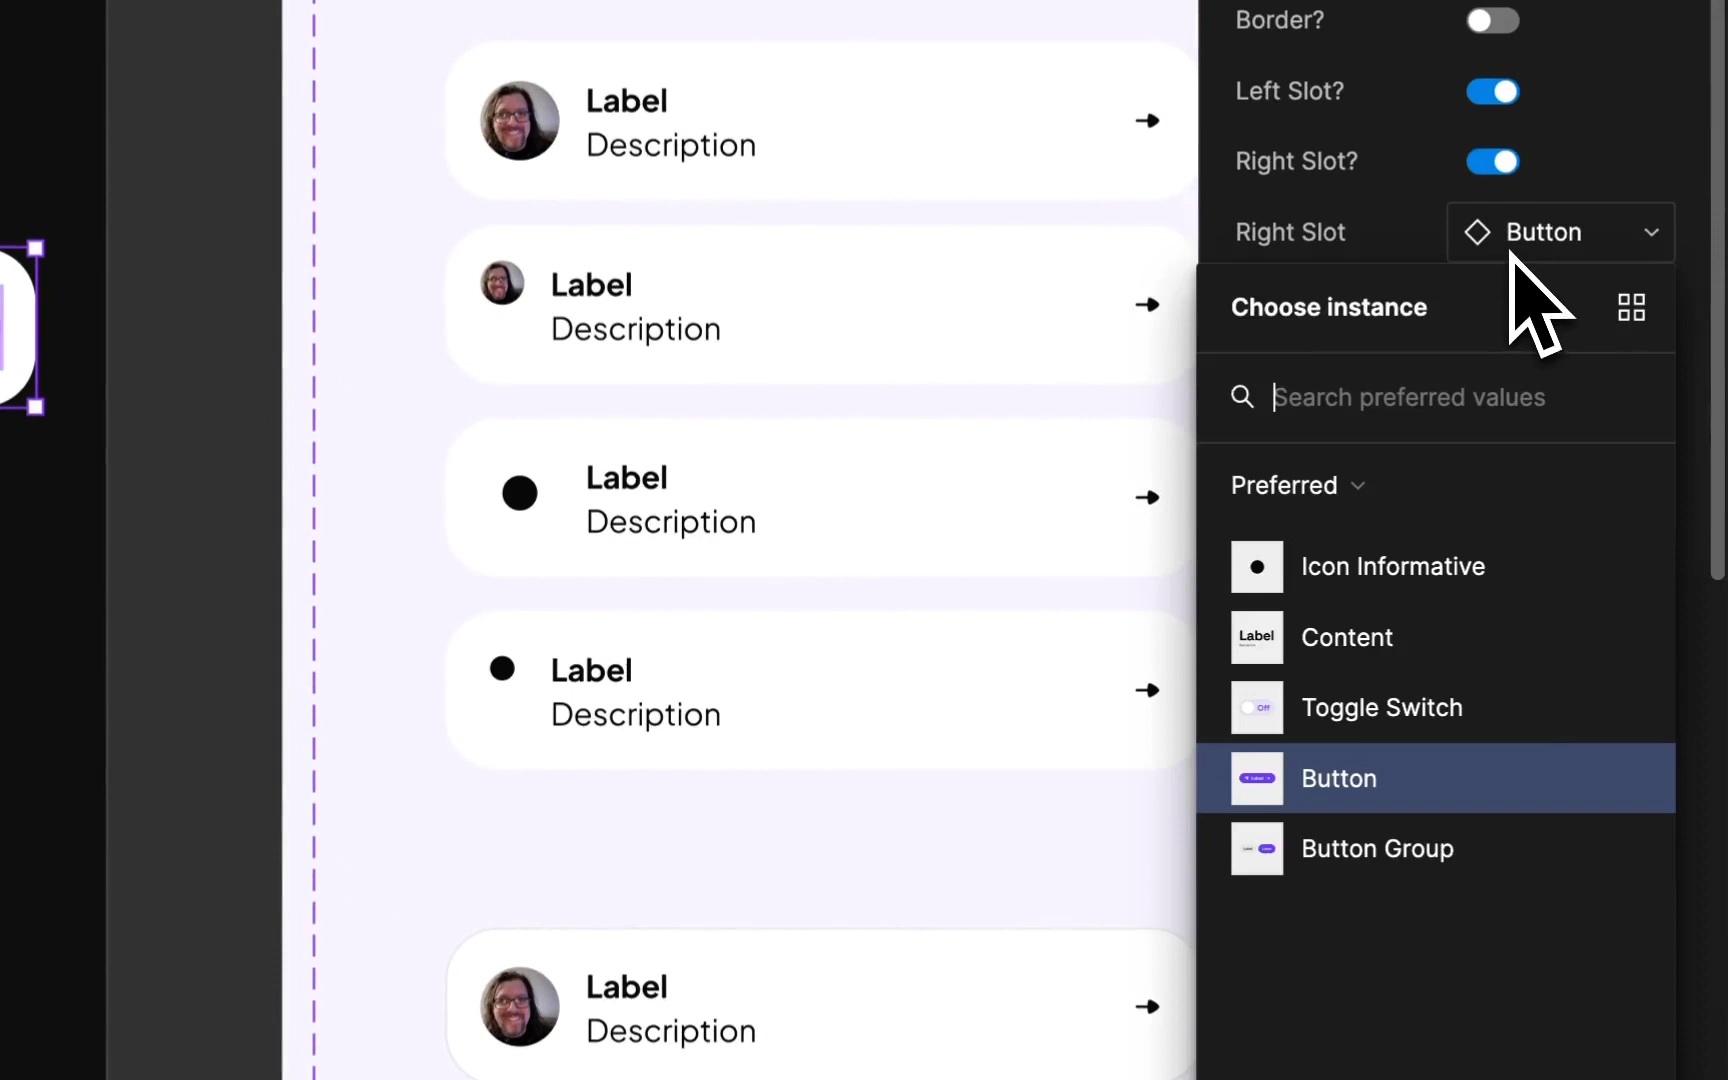 Label
Description
Label
Description
Label
Description
Label
Description
Label
Description
Border?
Left Slot?
Right Slot?
Right Slot
Button
Choose instance
Search preferred values
Preferred
Icon Informative
Label
Content
Off
Toggle Switch
Button
Button Group